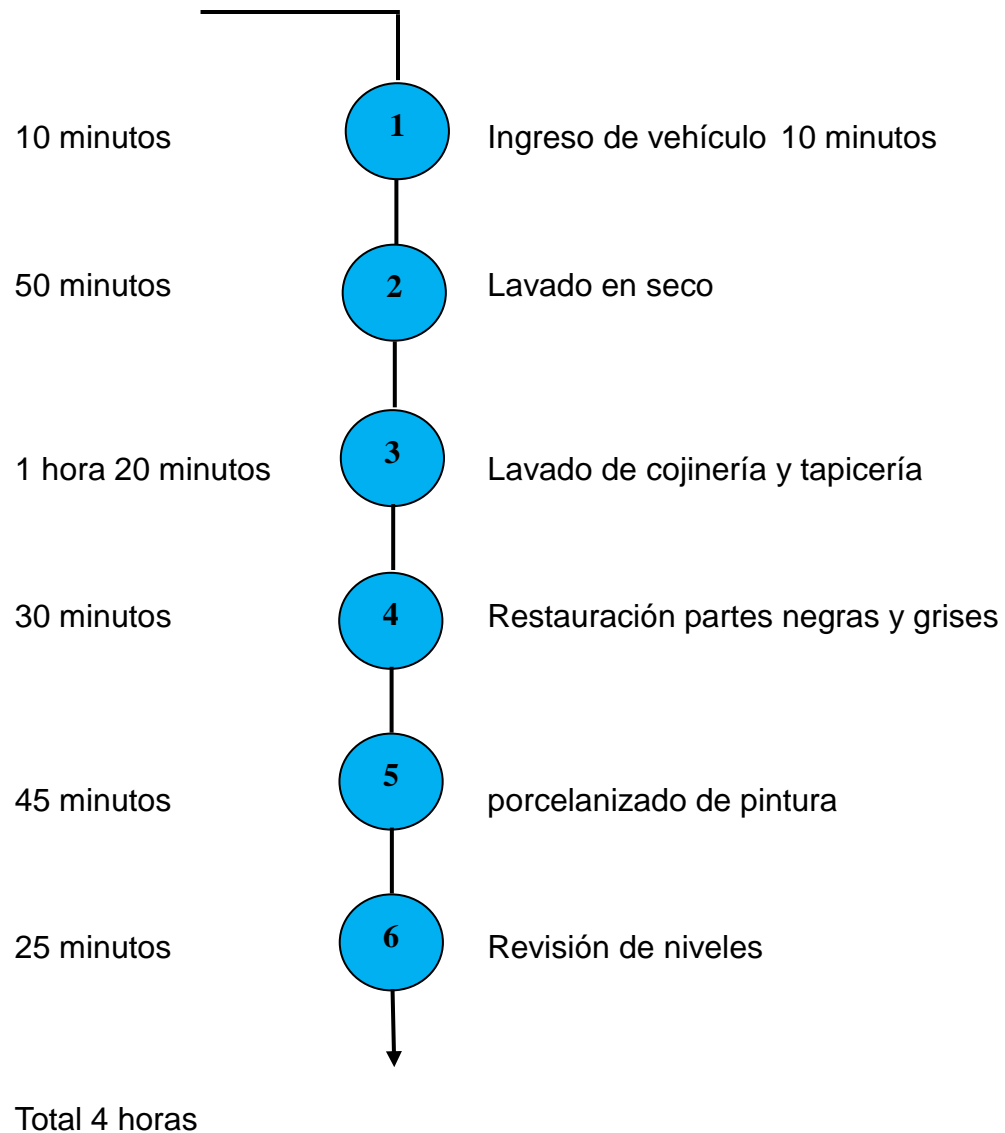 10 minutos 1 Ingreso de vehículo 10 minutos
50 minutos 2 Lavado en seco
1 hora 20 minutos 3 Lavado de cojinería y tapicería
30 minutos 4 Restauración partes negras y grises
45 minutos 5 porcelanizado de pintura
25 minutos 6 Revisión de niveles
Total 4 horas